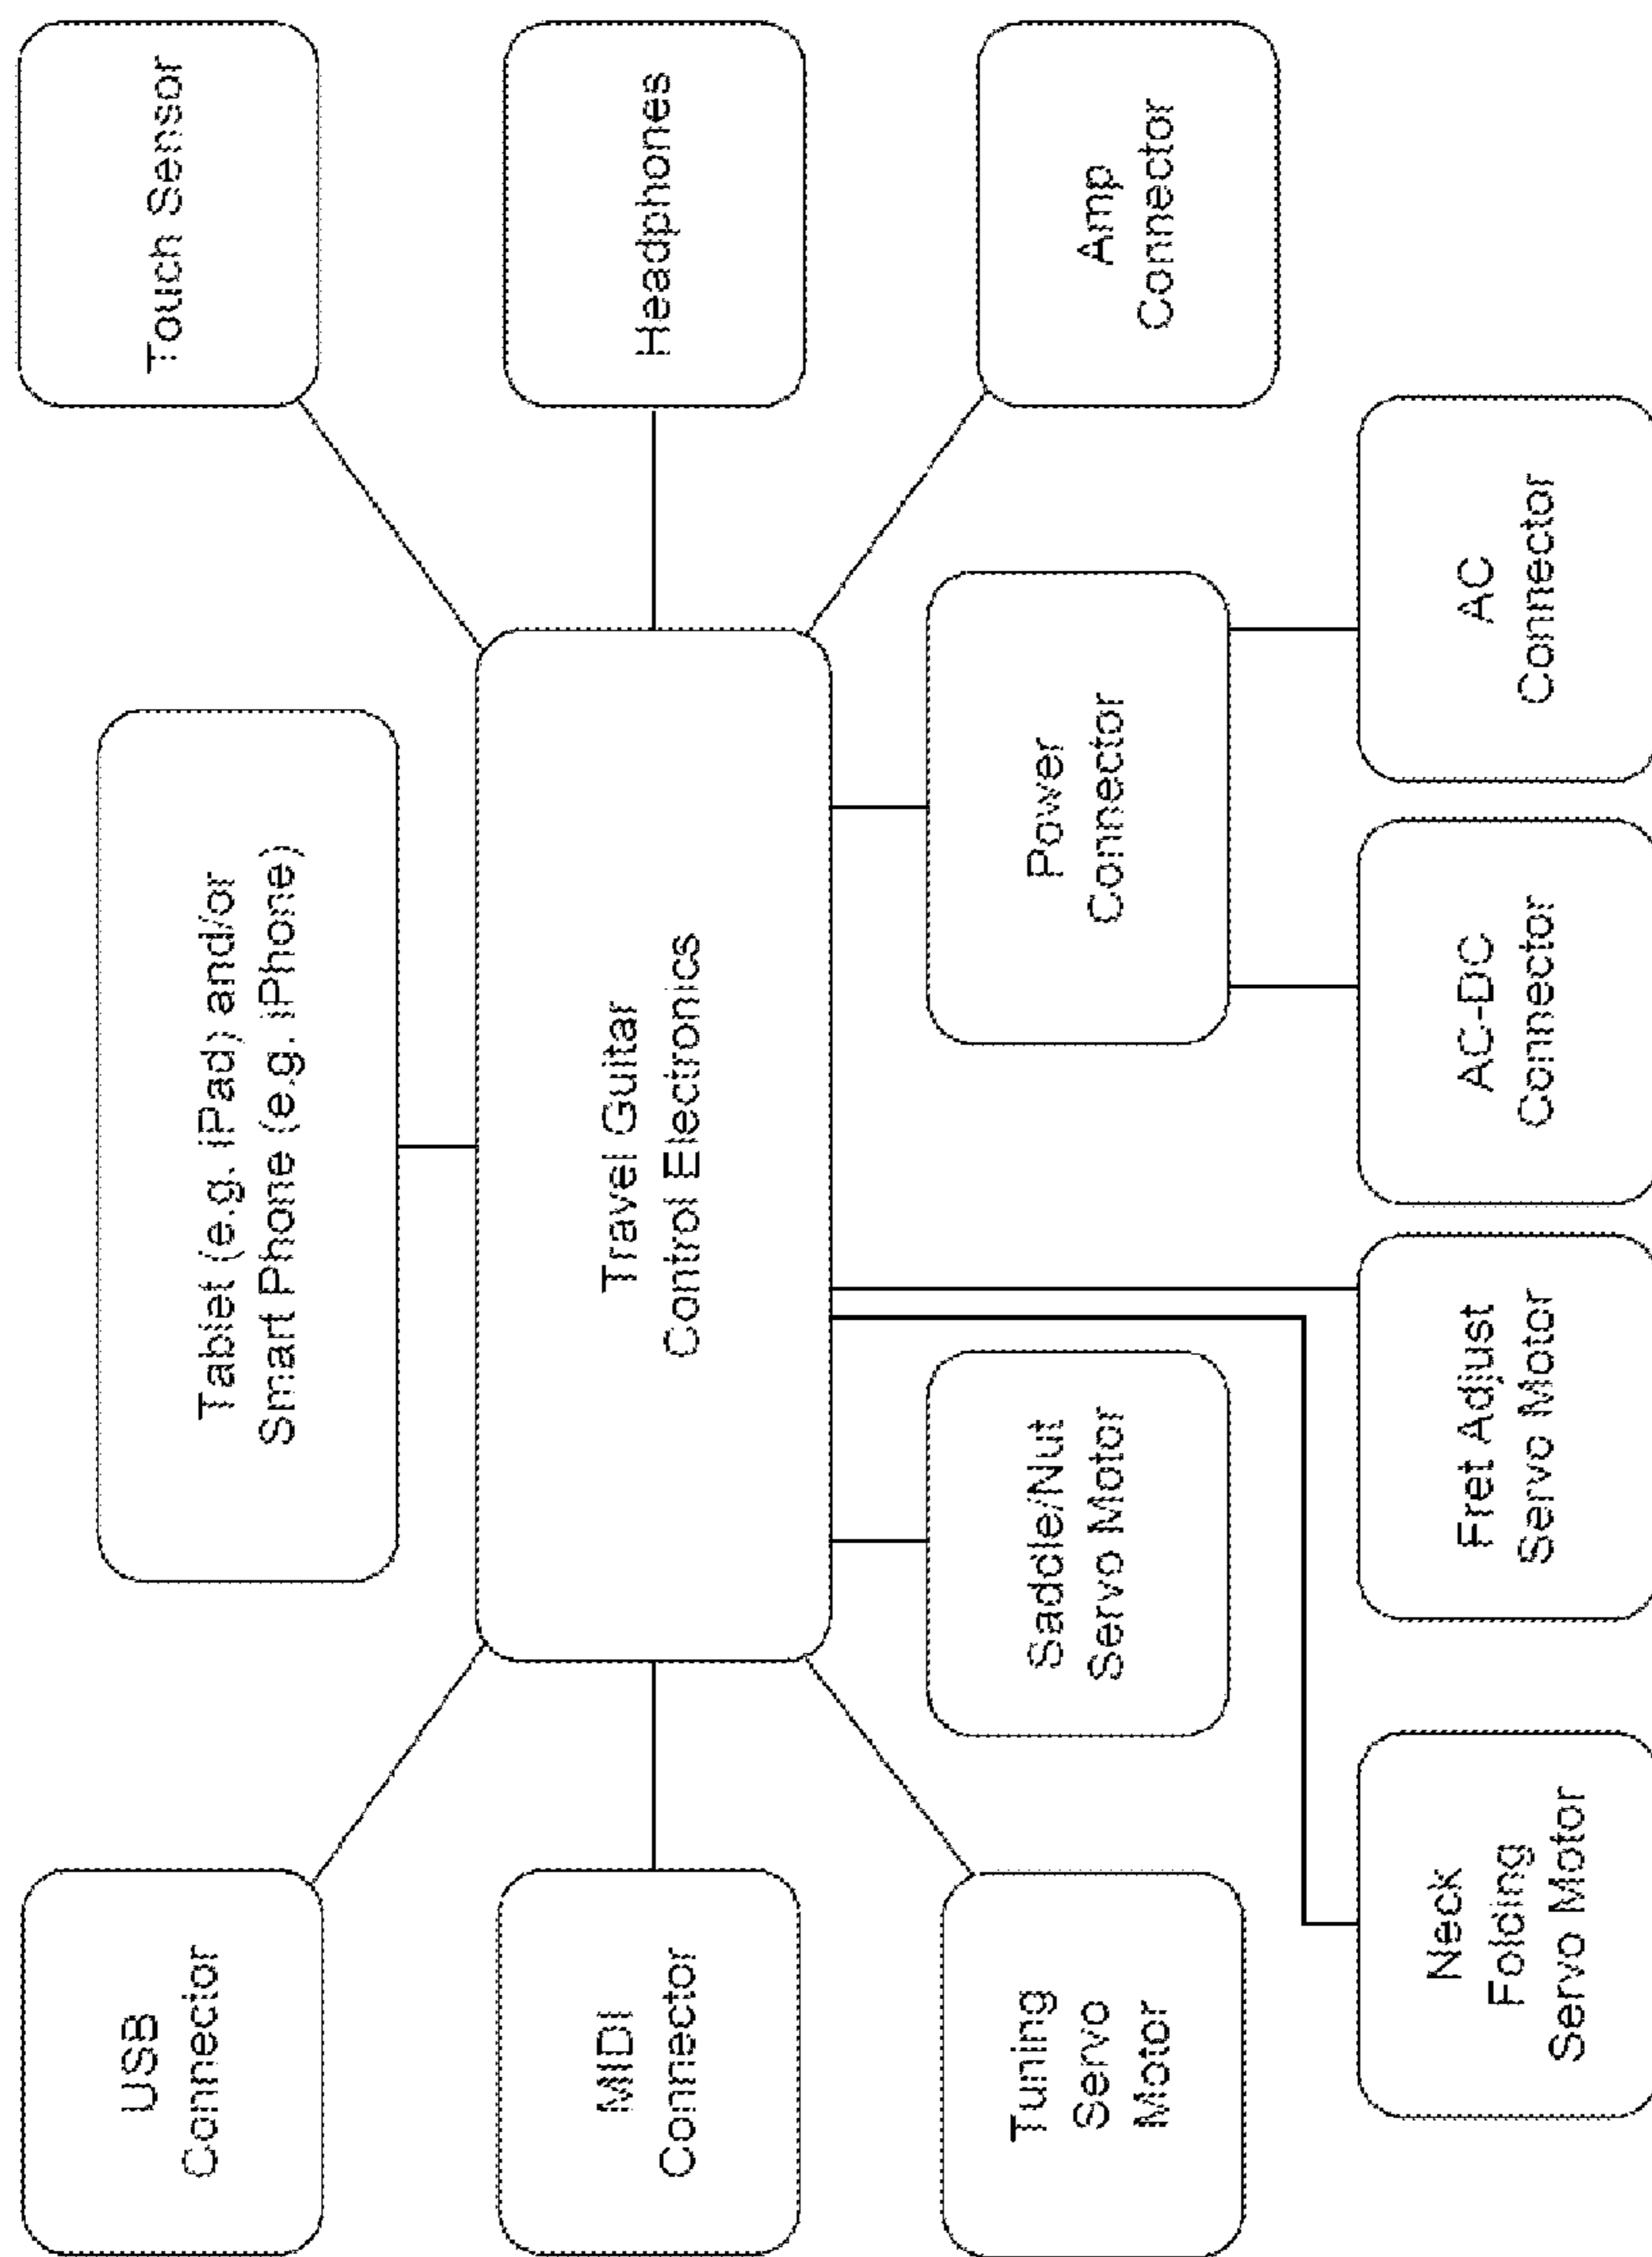 USB
Connector
Tablet (e.g. iPad) and/or
Smart Phone (e.g. iPhone)
Touch Sensor
MIDI
Connector
Travel Guitar
Control Electronics
Headphones
Tuning
Servo
Motor
Saddle/Nut
Servo Motor
Power
Connector
Amp
Connector
Neck
Folding
Servo Motor
Fret Adjust
Servo Motor
AC-DC
Connector
AC
Connector